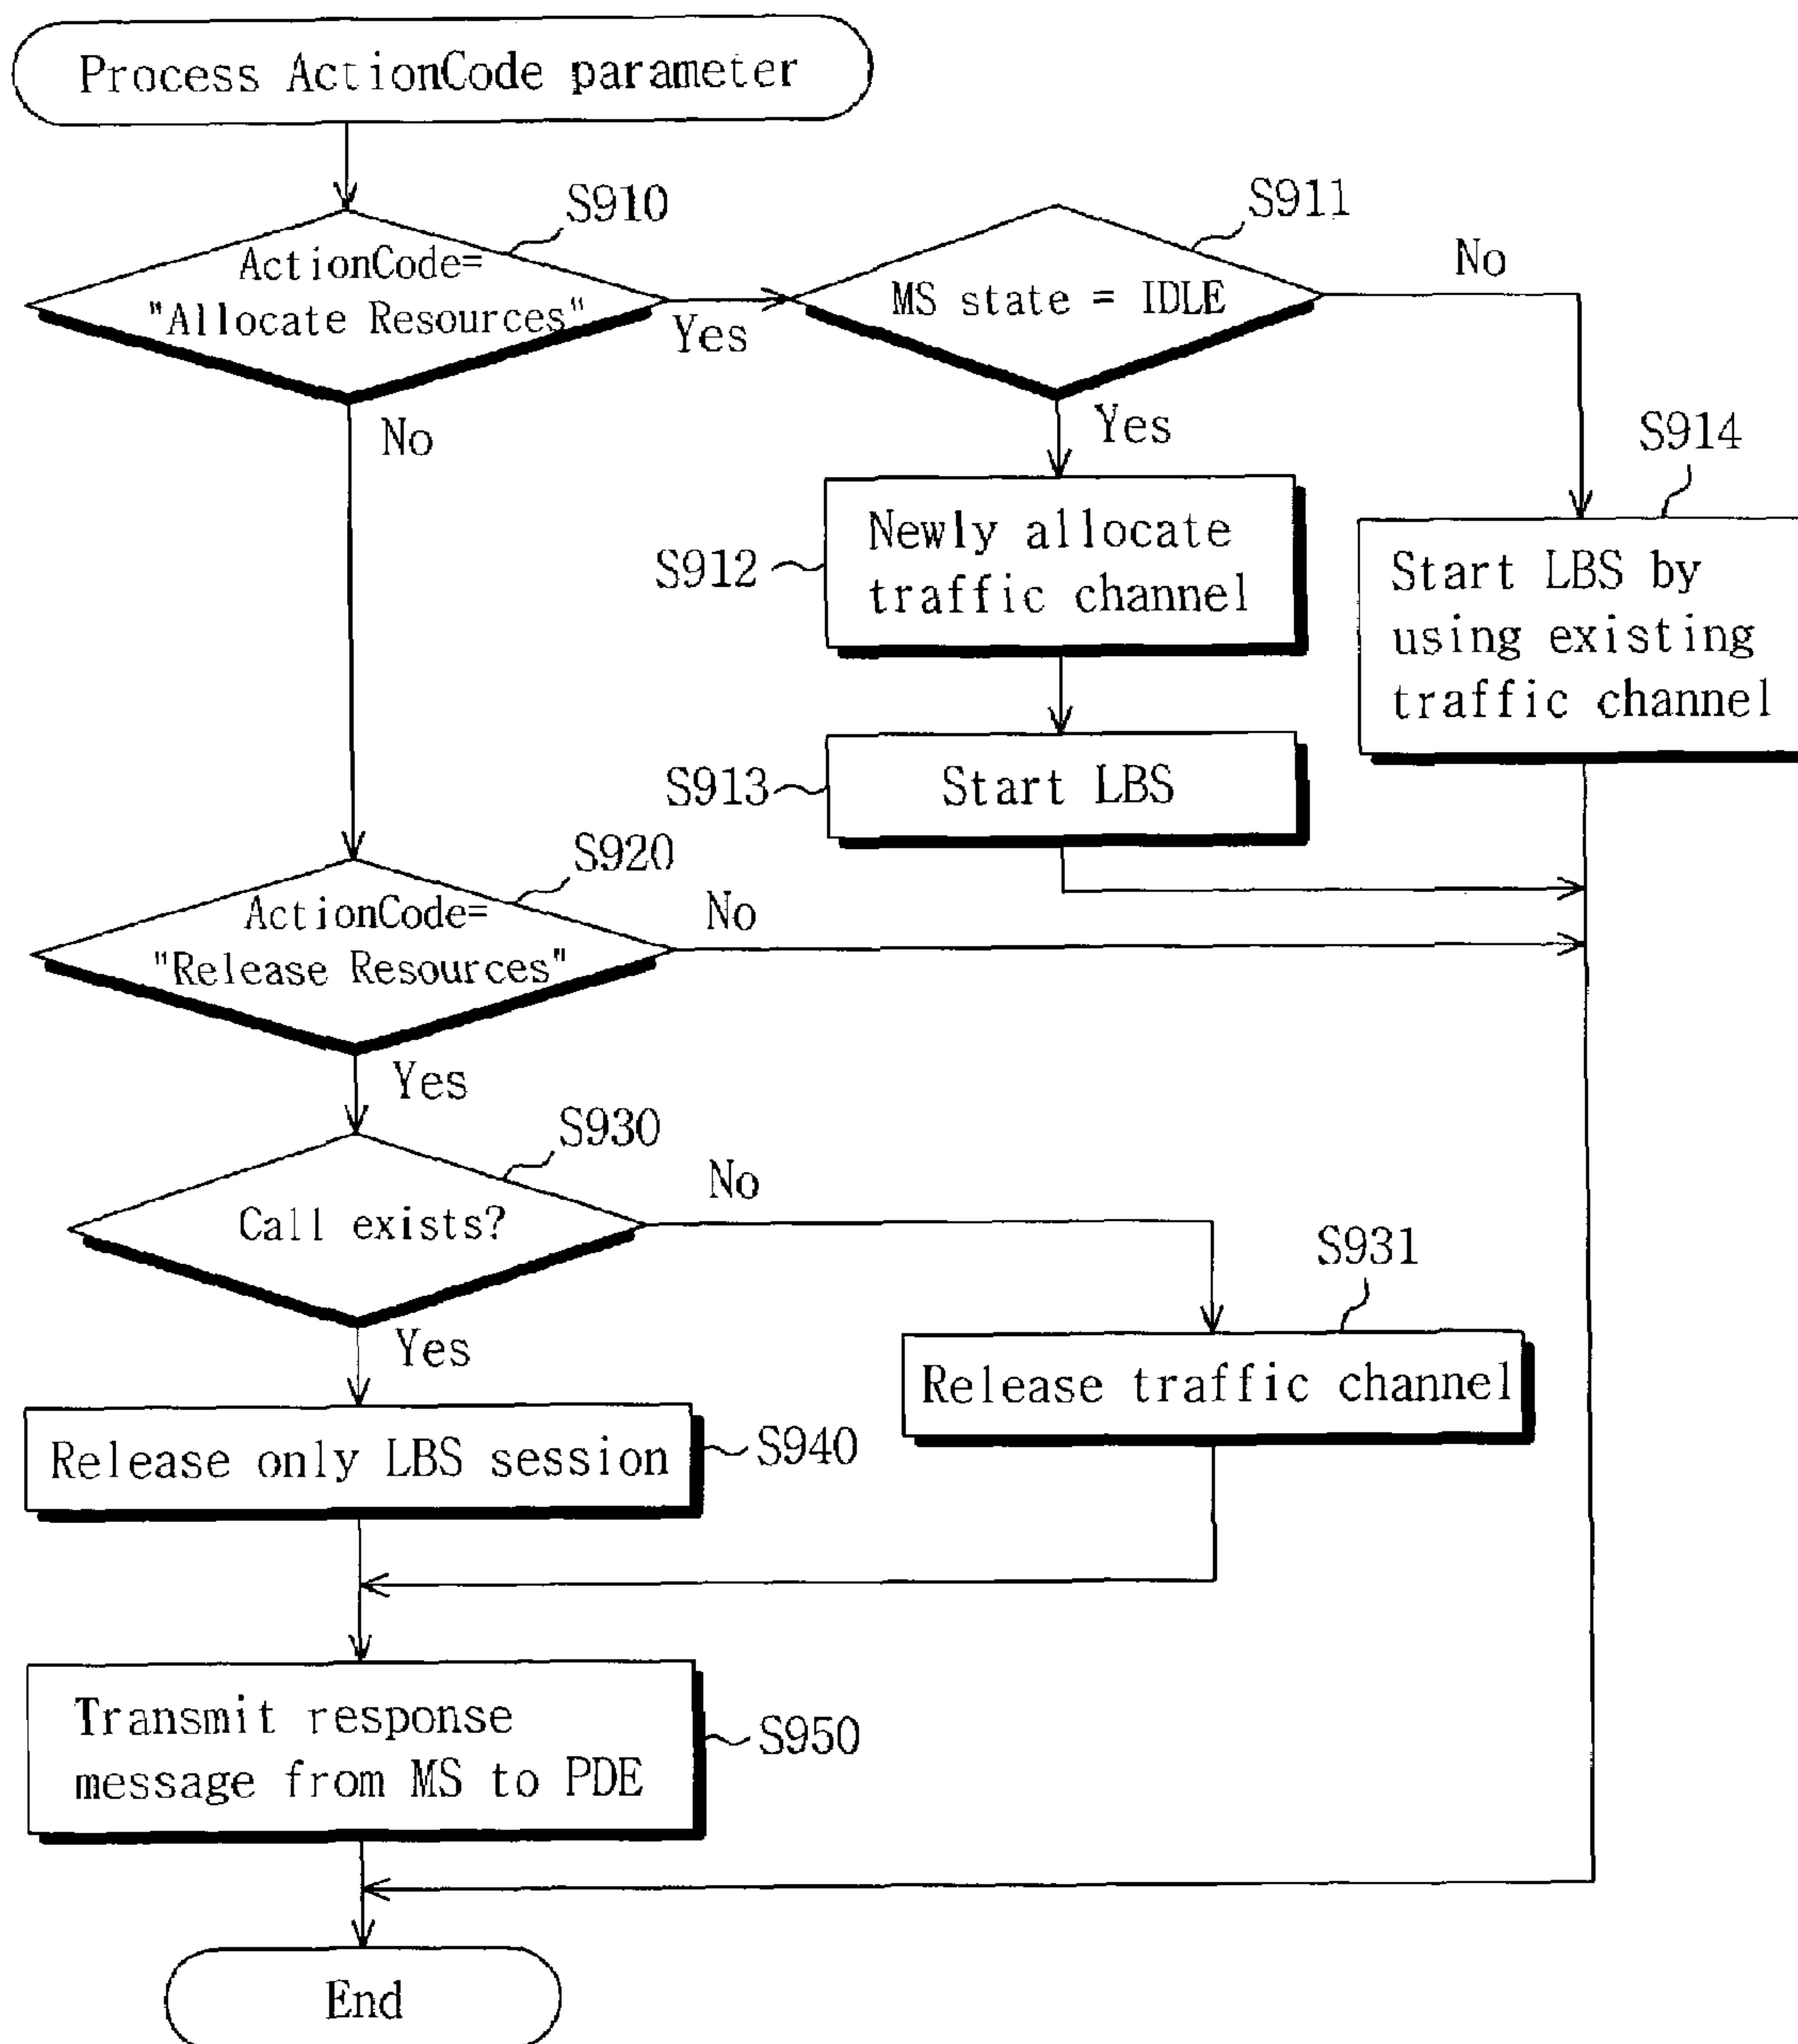 Process ActionCode parameter
S910
ActionCode=
"Allocate Resources"
Yes
No
S911
MS state = IDLE
No
Yes
S912
Newly allocate
traffic channel
S914
Start LBS by
using existing
traffic channel
S913
Start LBS
S920
ActionCode=
"Release Resources"
No
Yes
S930
Call exists?
No
Yes
S931
Release traffic channel
Release only LBS session
S940
Transmit response
message from MS to PDE
S950
End